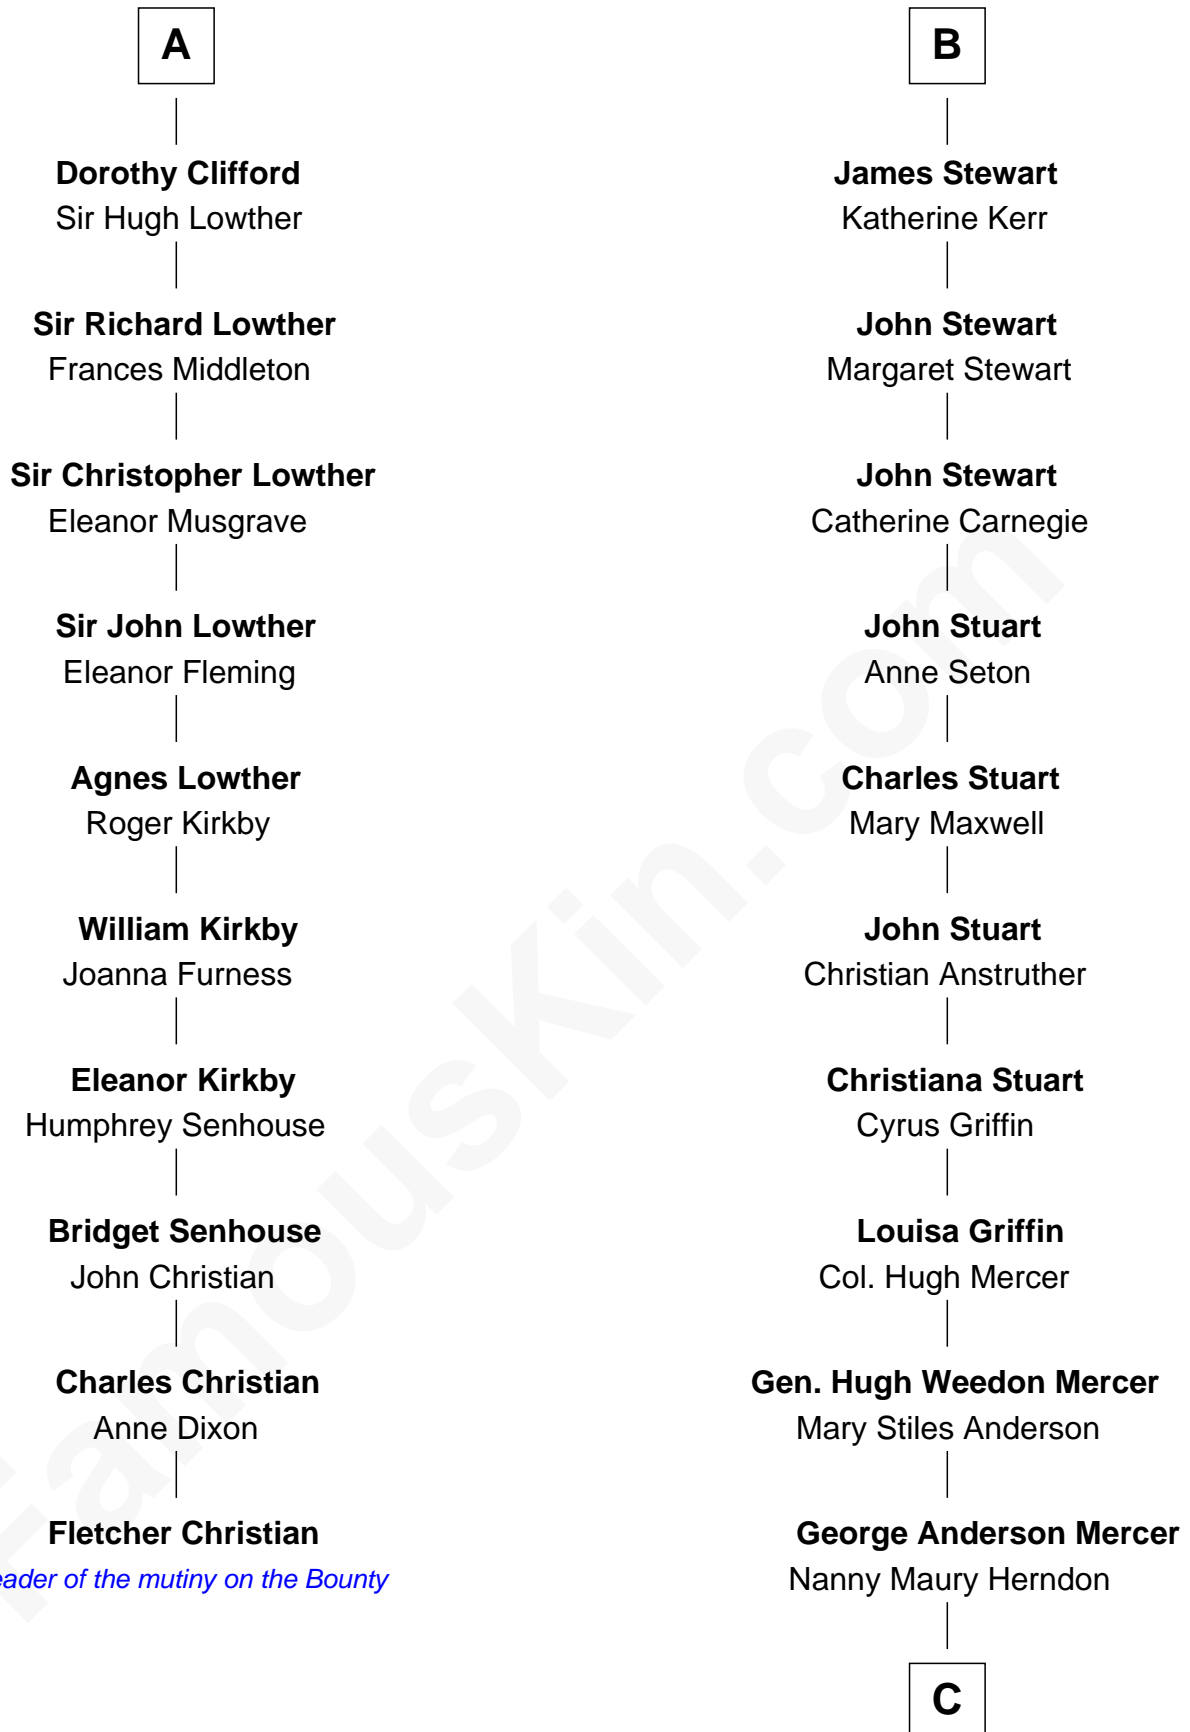 A
Dorothy Clifford
Sir Hugh Lowther
Sir Richard Lowther
Frances Middleton
Sir Christopher Lowther
Eleanor Musgrave
Sir John Lowther
Eleanor Fleming
Agnes Lowther
Roger Kirkby
William Kirkby
Joanna Furness
Eleanor Kirkby
Humphrey Senhouse
Bridget Senhouse
John Christian
Charles Christian
Anne Dixon
Fletcher Christian
eader of the mutiny on the Bounty
B
James Stewart
Katherine Kerr
John Stewart
Margaret Stewart
John Stewart
Catherine Carnegie
John Stuart
Anne Seton
Charles Stuart
Mary Maxwell
John Stuart
Christian Anstruther
Christiana Stuart
Cyrus Griffin
Louisa Griffin
Col. Hugh Mercer
Gen. Hugh Weedon Mercer
Mary Stiles Anderson
George Anderson Mercer
Nanny Maury Herndon
C
FamousKin.com